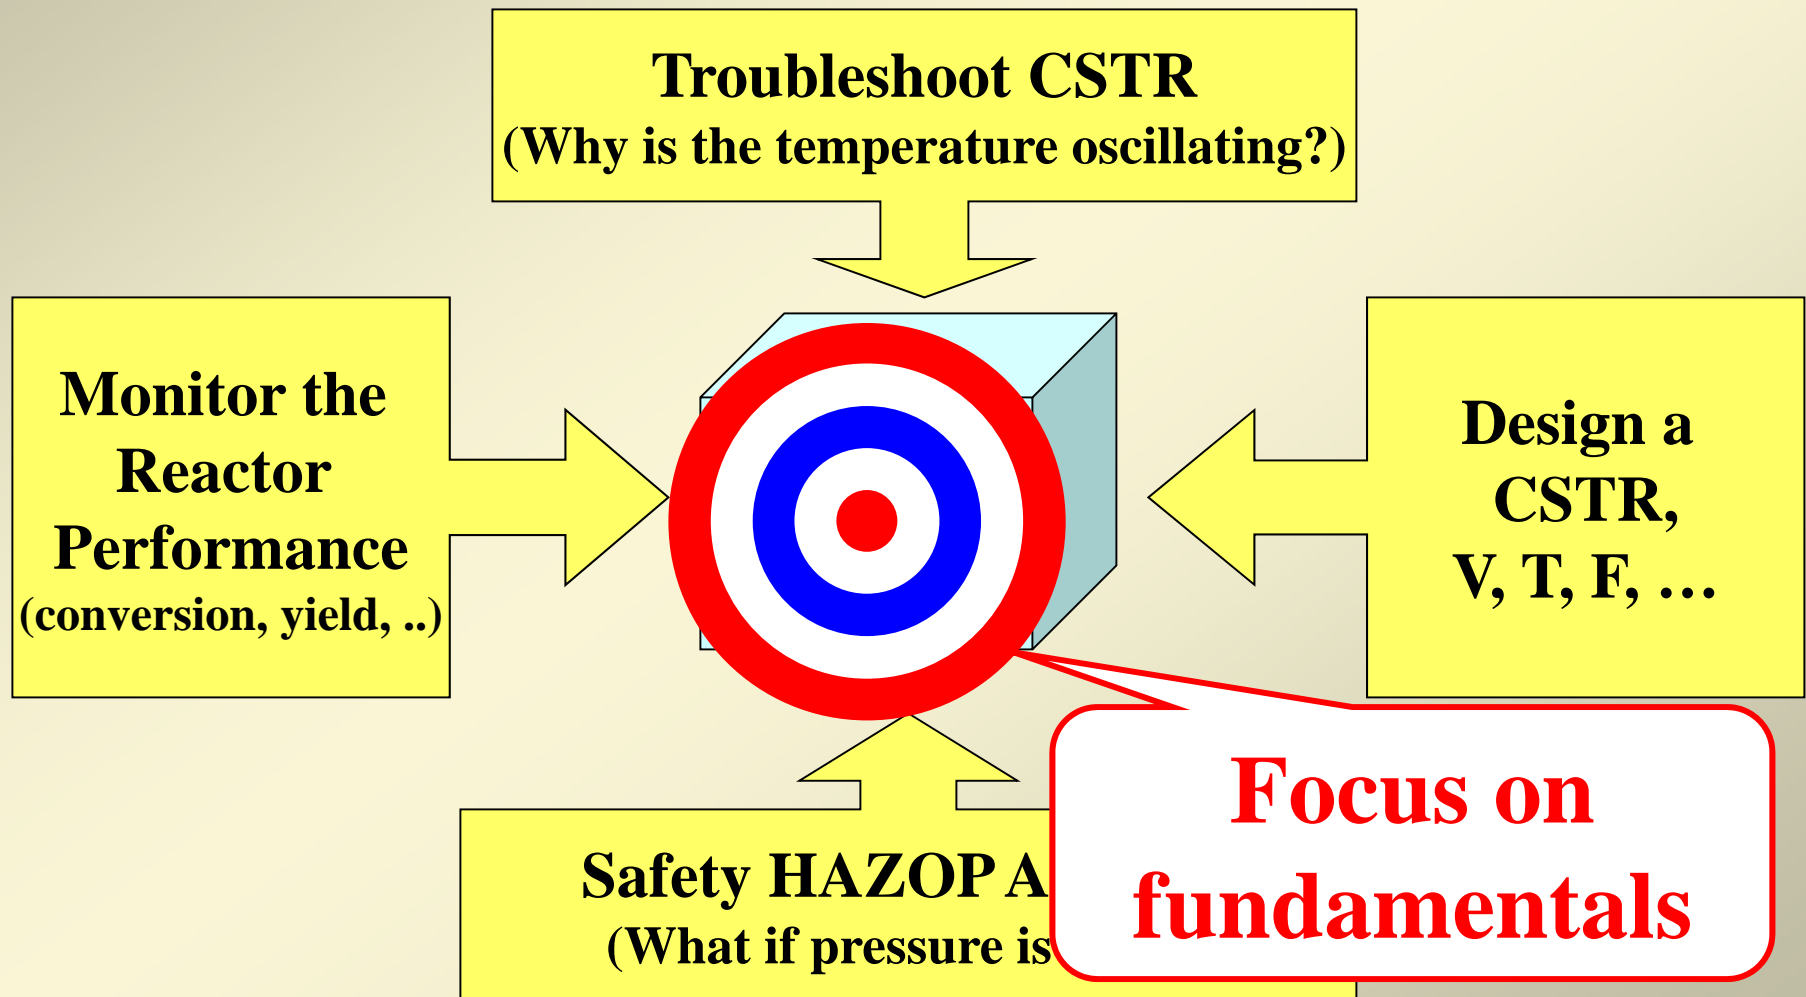 Troubleshoot CSTR
(Why is the temperature oscillating?)
Monitor the
Reactor
Performance
(conversion, yield, ..)
Design a
CSTR,
V, T, F, …
Safety HAZOP A
(What if pressure is
Focus on
fundamentals